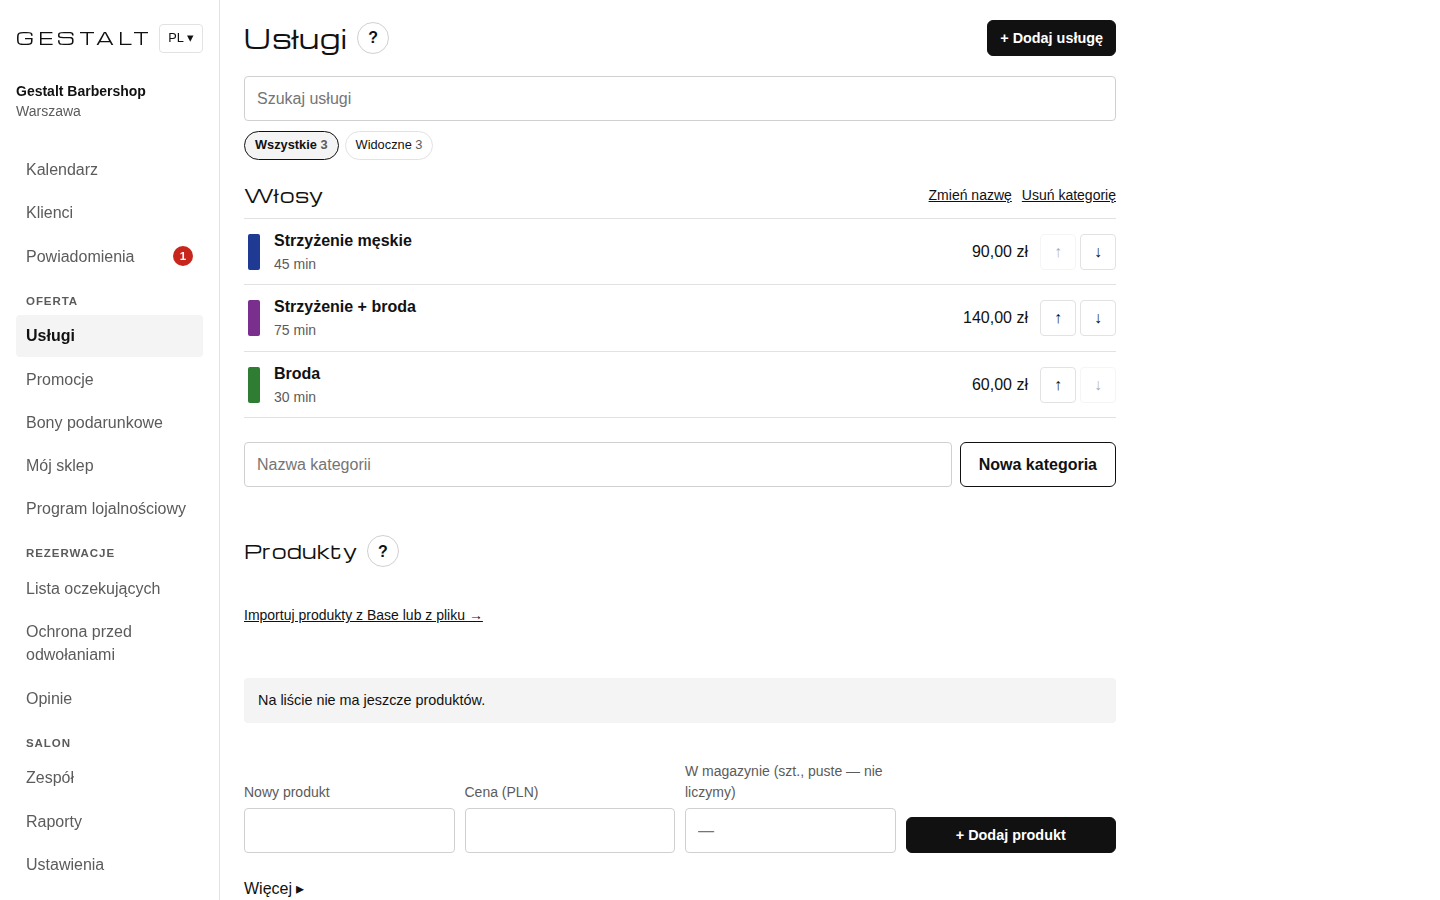 GESTALT
PL ▾
Gestalt Barbershop
Warszawa
Kalendarz
Klienci
Powiadomienia 1
OFERTA
Usługi
Promocje
Bony podarunkowe
Mój sklep
Program lojalnościowy
REZERWACJE
Lista oczekujących
Ochrona przed
odwołaniami
Opinie
SALON
Zespół
Raporty
Ustawienia
Usługi ?
+ Dodaj usługę
Szukaj usługi
Wszystkie 3 Widoczne 3
Włosy
Zmień nazwę Usuń kategorię
Strzyżenie męskie
45 min
90,00 zł ↑ ↓
Strzyżenie + broda
75 min
140,00 zł ↑ ↓
Broda
30 min
60,00 zł ↑ ↓
Nazwa kategorii
Nowa kategoria
Produkty ?
Importuj produkty z Base lub z pliku →
Na liście nie ma jeszcze produktów.
Nowy produkt
Cena (PLN)
W magazynie (szt., puste — nie
liczymy)
—
+ Dodaj produkt
Więcej ▸